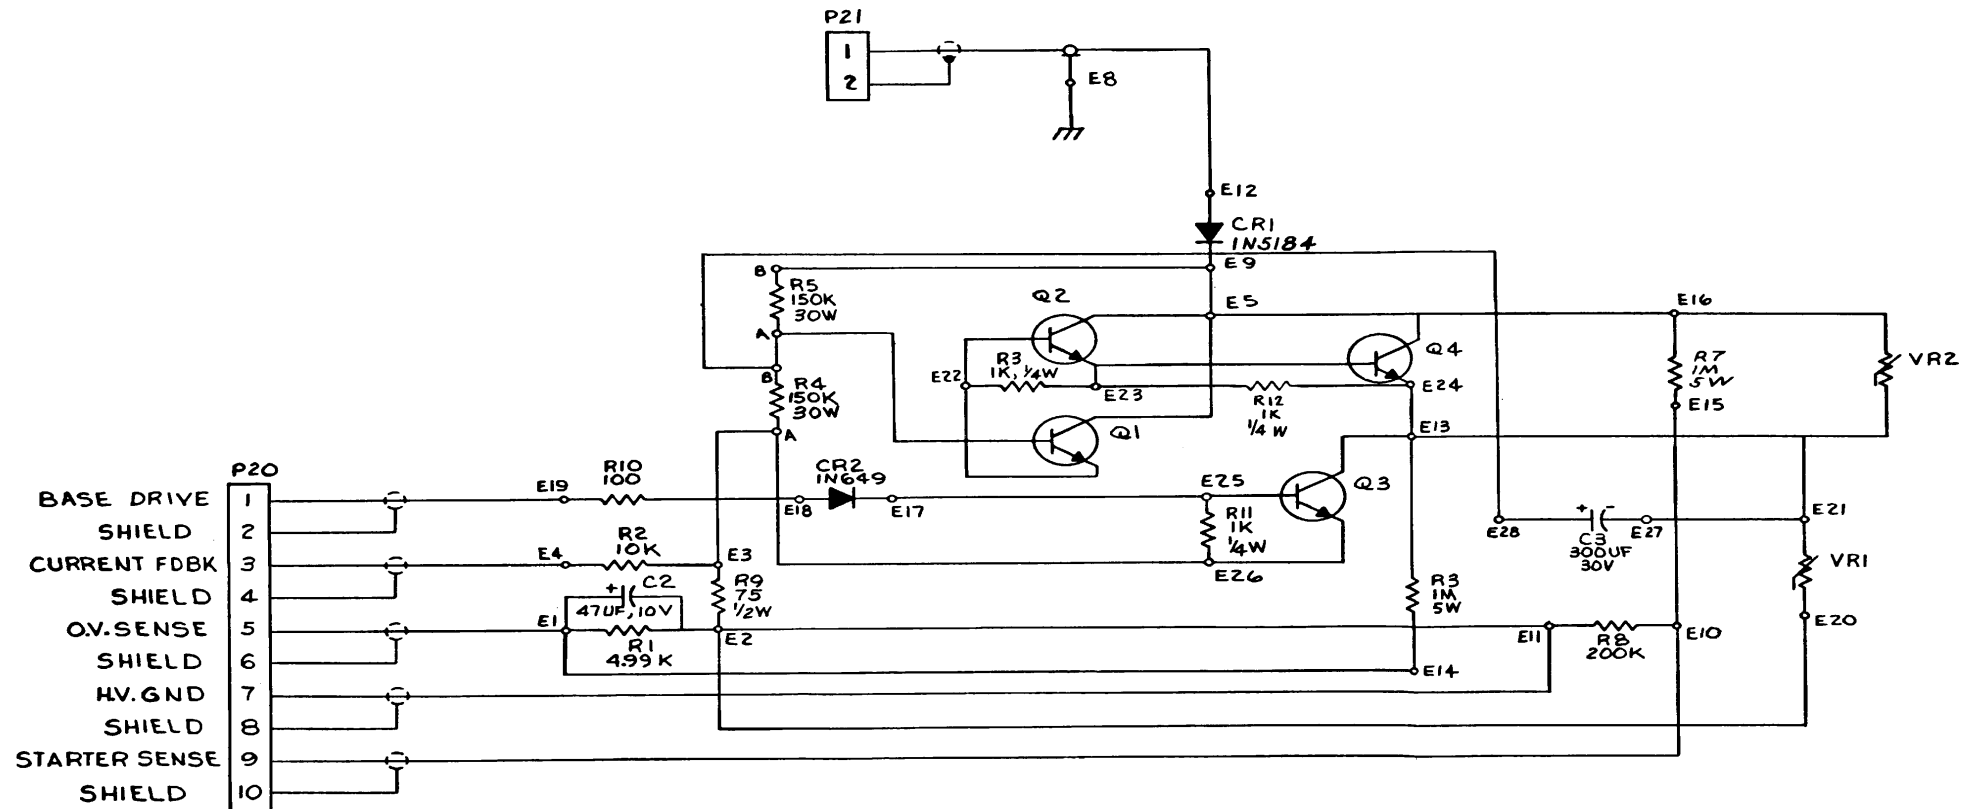 P21
1
2
E8
E12
CR1
1N5184
E9
B
R5
150K
30W
A
B
R4
150K
30W
A
Q2
E5
E16
R3
1K, 1/4W
E22
E23
Q4
E24
R12
1K
1/4 W
R7
1M
5W
E15
VR2
Q1
E13
P20
BASE DRIVE 1
SHIELD 2
CURRENT FDBK 3
SHIELD 4
O.V. SENSE 5
SHIELD 6
H.V. GND 7
SHIELD 8
STARTER SENSE 9
SHIELD 10
E19
R10
100
CR2
1N649
E18
E17
E25
Q3
R11
1K
1/4W
E26
E28
+ -
C3
300UF
30V
E27
E21
VR1
E20
E4
R2
10K
E3
R9
75
1/2W
+ C2
47UF, 10V
E1
R1
4.99K
E2
R3
1M
5W
E14
E11
R8
200K
E10